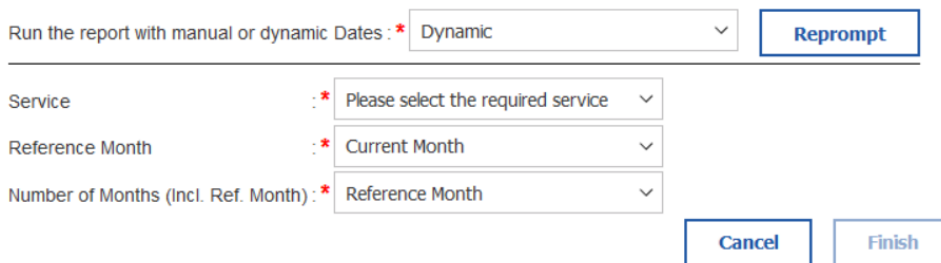 Run the report with manual or dynamic Dates : * Dynamic Reprompt
Service : * Please select the required service
Reference Month : * Current Month
Number of Months (Incl. Ref. Month) : * Reference Month
Cancel Finish